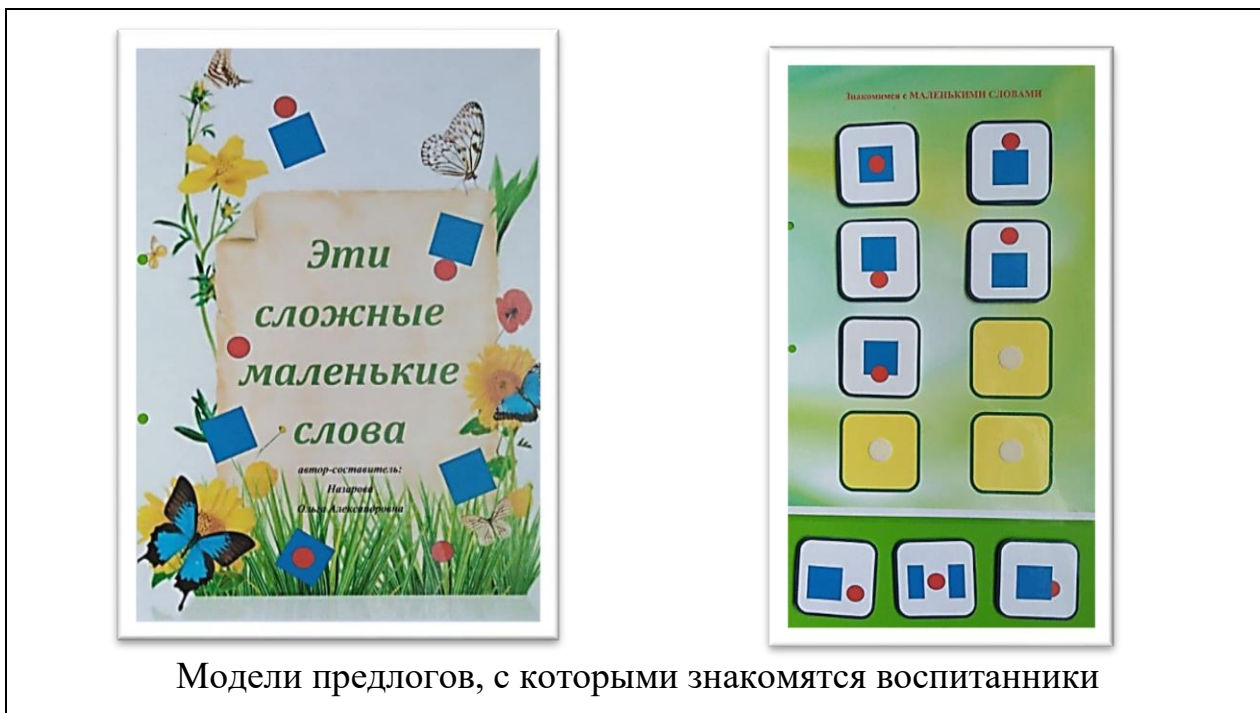 Эти
сложные
маленькие
слова
автор-составитель:
Назарова
Ольга Александровна
Знакомимся с МАЛЕНЬКИМИ СЛОВАМИ
Модели предлогов, с которыми знакомятся воспитанники